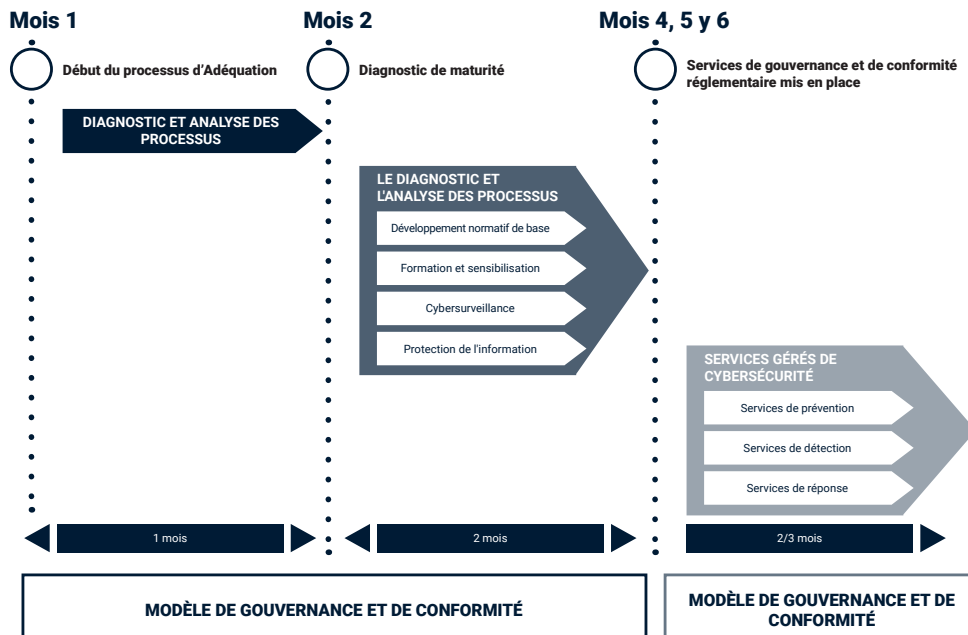 Mois 1
Mois 2
Mois 4, 5 y 6
Début du processus d'Adéquation
Diagnostic de maturité
Services de gouvernance et de conformité
réglementaire mis en place
DIAGNOSTIC ET ANALYSE DES
PROCESSUS
LE DIAGNOSTIC ET
L'ANALYSE DES PROCESSUS
Développement normatif de base
Formation et sensibilisation
Cybersurveillance
Protection de l'information
SERVICES GÉRÉS DE
CYBERSÉCURITÉ
Services de prévention
Services de détection
Services de réponse
1 mois
2 mois
2/3 mois
MODÈLE DE GOUVERNANCE ET DE CONFORMITÉ
MODÈLE DE GOUVERNANCE ET DE
CONFORMITÉ